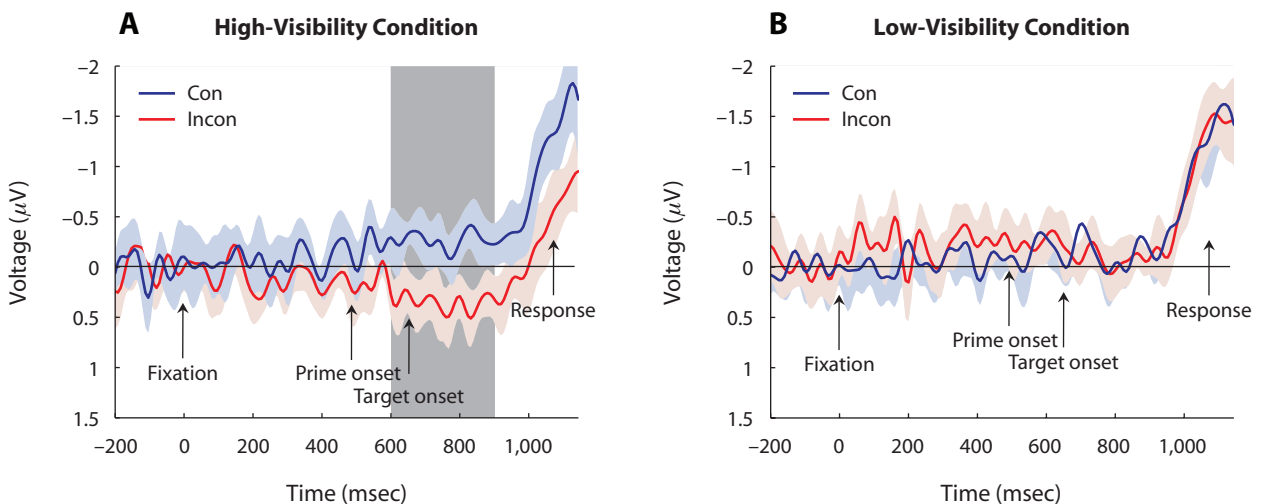 A High-Visibility Condition
−2
−1.5
−1
−0.5
0
0.5
1
1.5
Voltage (μV)
Con
Incon
Fixation
Prime onset
Target onset
Response
−200 0 200 400 600 800 1,000
Time (msec)
B Low-Visibility Condition
−2
−1.5
−1
−0.5
0
0.5
1
1.5
Voltage (μV)
Con
Incon
Fixation
Prime onset
Target onset
Response
−200 0 200 400 600 800 1,000
Time (msec)